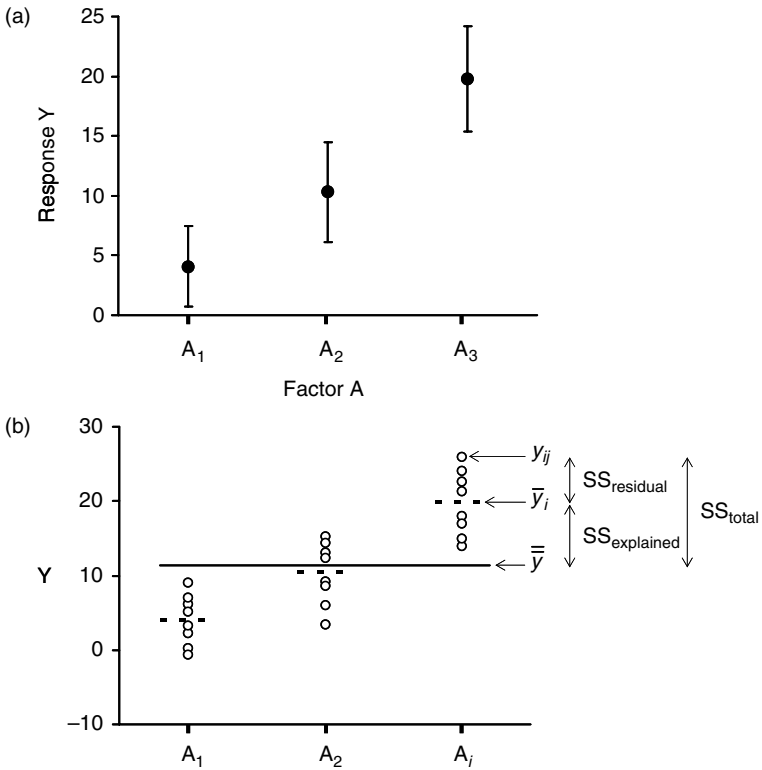 (a)
Response Y
25
20
15
10
5
0
A₁ A₂ A₃
Factor A
(b)
Y
30
20
10
0
−10
A₁ A₂ Aᵢ
yᵢⱼ
SSresidual
y̅ᵢ
SStotal
SSexplained
y̿